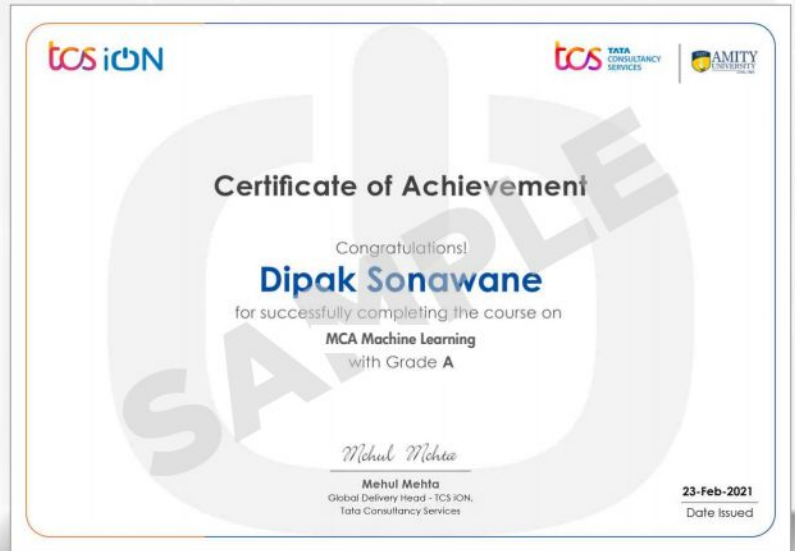 tcs iON
tcs TATA
CONSULTANCY
SERVICES
AMITY
UNIVERSITY
Certificate of Achievement
Congratulations!
Dipak Sonawane
for successfully completing the course on
MCA Machine Learning
with Grade A
SAMPLE
Mehul Mehta
Mehul Mehta
Global Delivery Head - TCS iON,
Tata Consultancy Services
23-Feb-2021
Date Issued